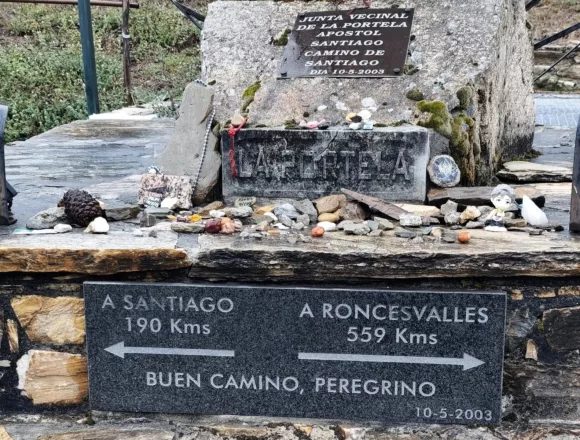 JUNTA VECINAL
DE LA PORTELA
APOSTOL
SANTIAGO
CAMINO DE
SANTIAGO
DIA 10-5-2003
LA PORTELA
A SANTIAGO
190 Kms
A RONCESVALLES
559 Kms
BUEN CAMINO, PEREGRINO
10-5-2003